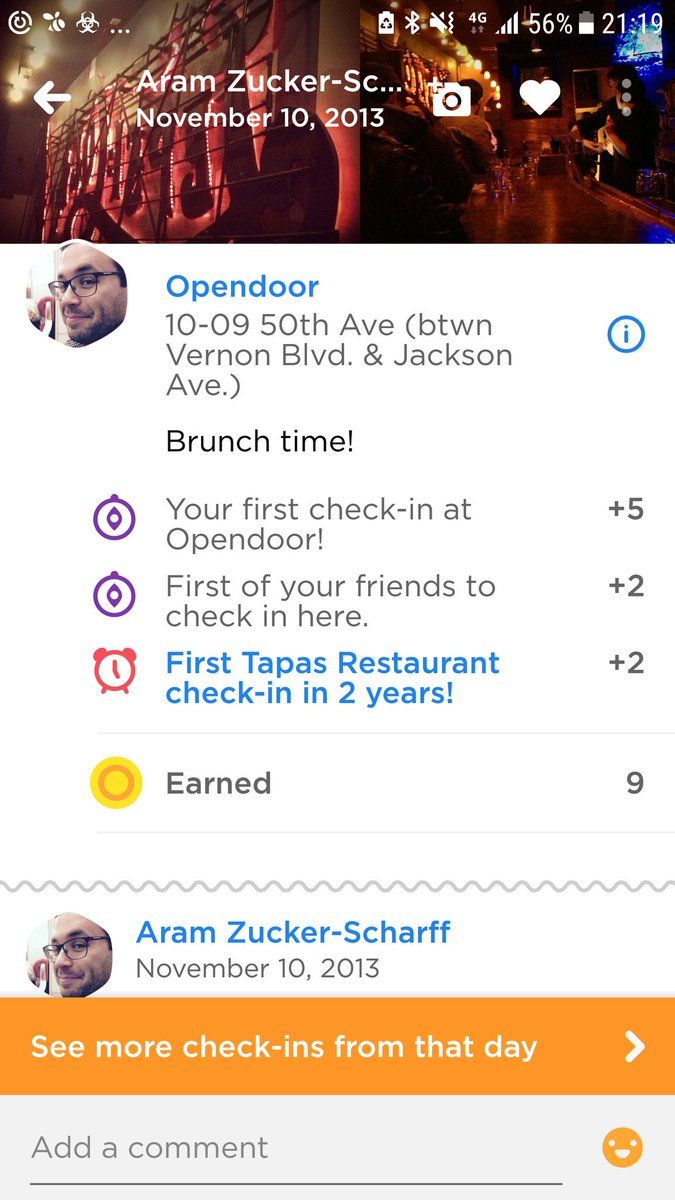 ... 4G 56% 21:19
Aram Zucker-Sc...
November 10, 2013
Opendoor
10-09 50th Ave (btwn
Vernon Blvd. & Jackson
Ave.)
Brunch time!
Your first check-in at +5
Opendoor!
First of your friends to +2
check in here.
First Tapas Restaurant +2
check-in in 2 years!
Earned 9
Aram Zucker-Scharff
November 10, 2013
See more check-ins from that day
Add a comment